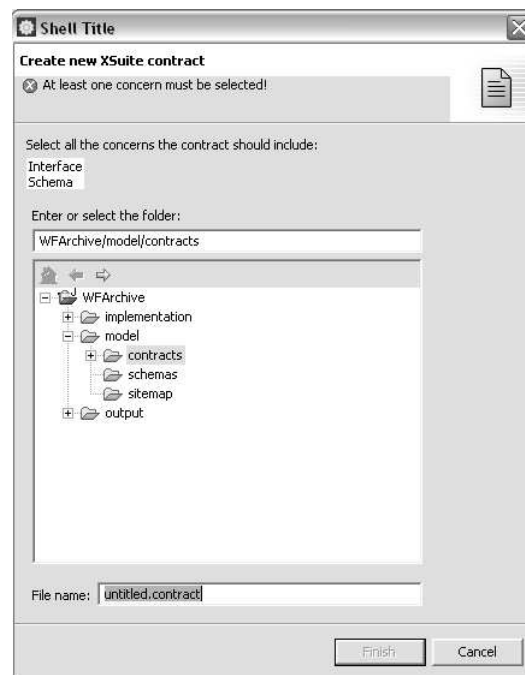 Shell Title
Create new XSuite contract
At least one concern must be selected!
Select all the concerns the contract should include:
Interface
Schema
Enter or select the folder:
WFArchive/model/contracts
WFArchive
implementation
model
contracts
schemas
sitemap
output
File name: untitled.contract
Finish Cancel